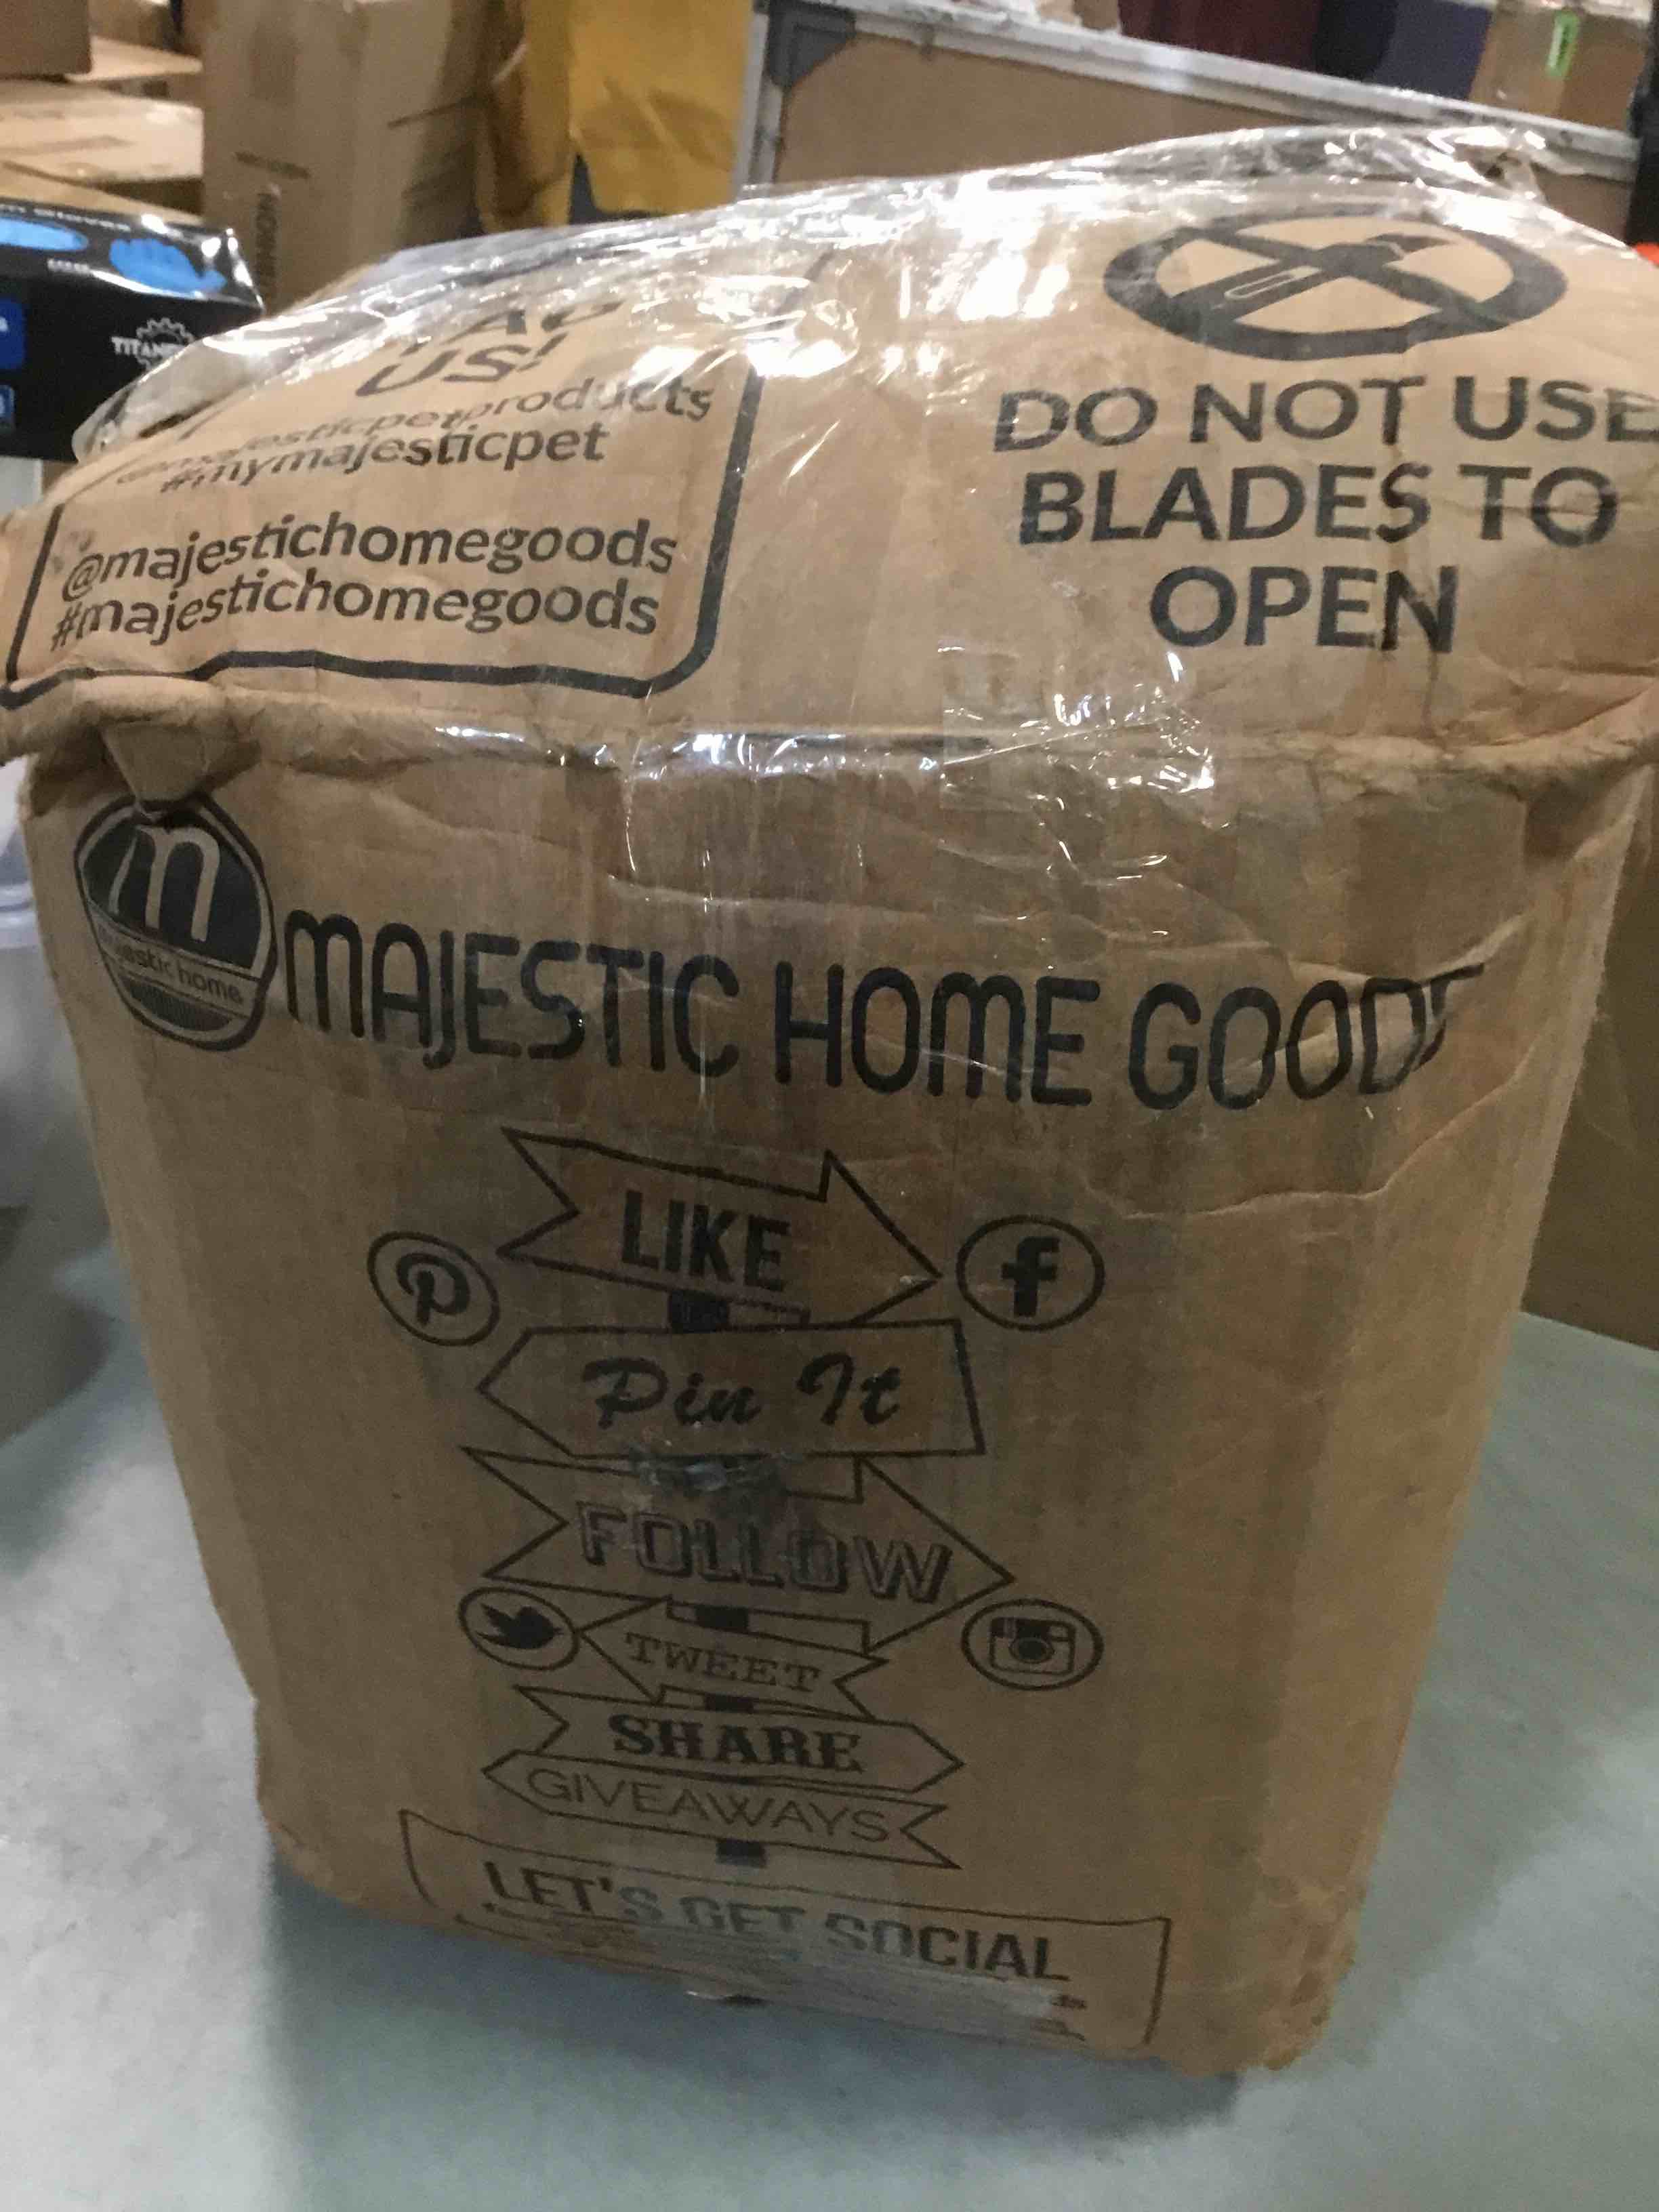 US!
#mymajesticpet
@majestichomegoods
#majestichomegoods
DO NOT USE
BLADES TO
OPEN
m
home
MAJESTIC HOME GOODS
LIKE
Pin It
FOLLOW
TWEET
SHARE
GIVEAWAYS
LET'S GET SOCIAL